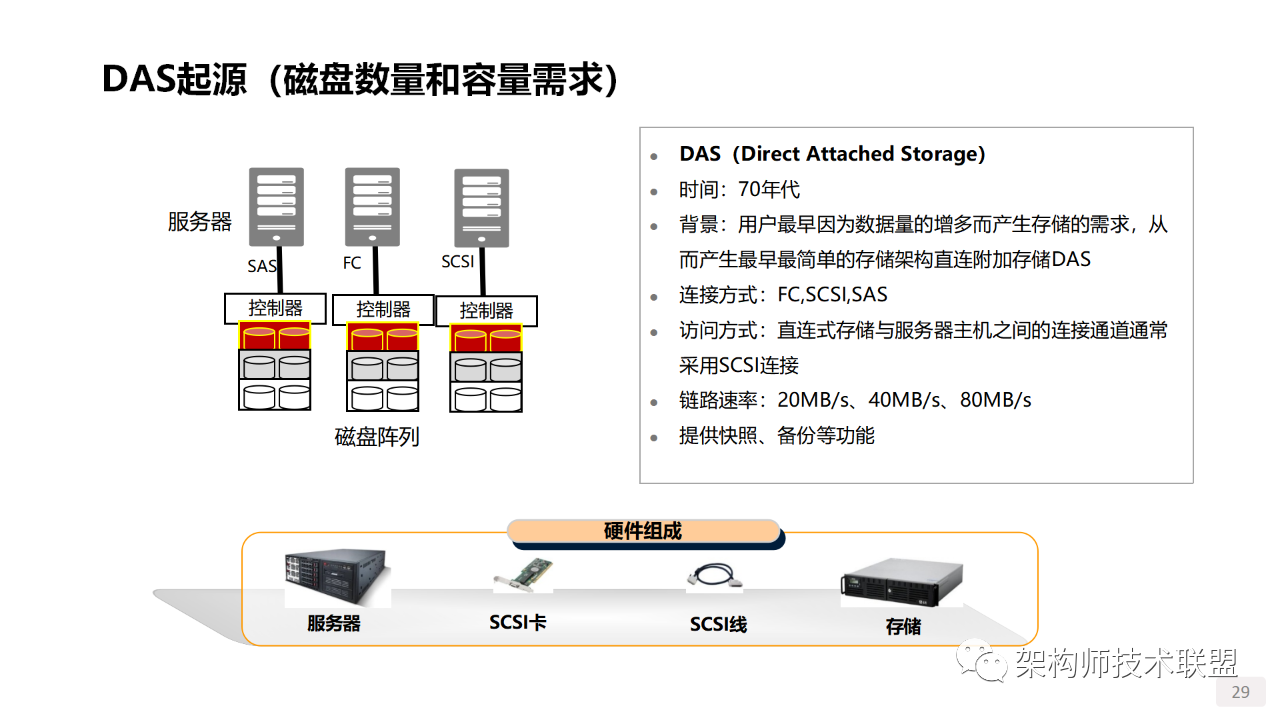 DAS起源（磁盘数量和容量需求）
服务器
SAS
FC
SCSI
控制器
控制器
控制器
磁盘阵列
DAS（Direct Attached Storage）
时间：70年代
背景：用户最早因为数据量的增多而产生存储的需求，从
而产生最早最简单的存储架构直连附加存储DAS
连接方式：FC,SCSI,SAS
访问方式：直连式存储与服务器主机之间的连接通道通常
采用SCSI连接
链路速率：20MB/s、40MB/s、80MB/s
提供快照、备份等功能
硬件组成
服务器
SCSI卡
SCSI线
存储
架构师技术联盟
29